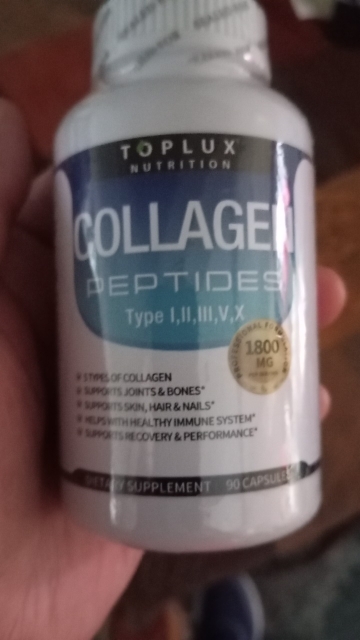 TOPLUX
NUTRITION
COLLAGEN
PEPTIDES
Type I,II,III,V,X
1800
MG
5 TYPES OF COLLAGEN
SUPPORTS JOINTS & BONES*
SUPPORTS SKIN, HAIR & NAILS*
HELPS WITH HEALTHY IMMUNE SYSTEM*
SUPPORTS RECOVERY & PERFORMANCE*
DIETARY SUPPLEMENT 90 CAPSULES